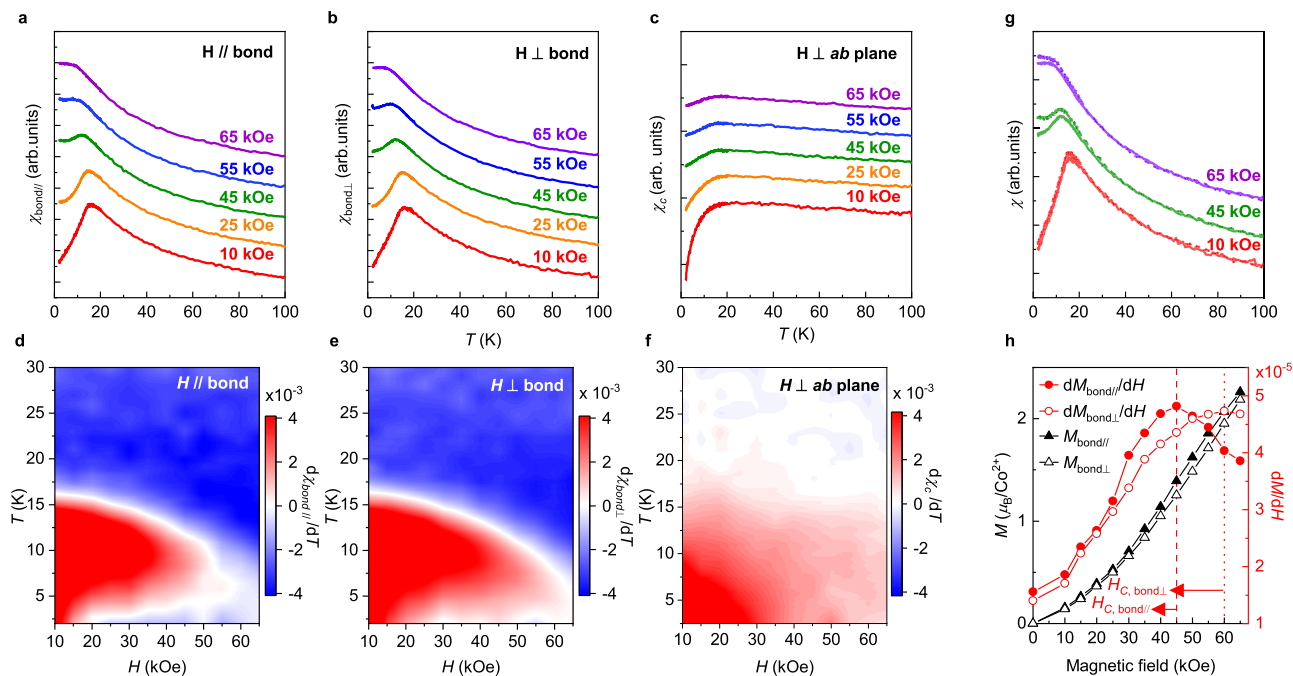 a
H // bond
χbond// (arb.units)
65 kOe
55 kOe
45 kOe
25 kOe
10 kOe
0 20 40 60 80 100
b
H ⊥ bond
χbond⊥ (arb.units)
65 kOe
55 kOe
45 kOe
25 kOe
10 kOe
0 20 40 60 80 100
T (K)
c
H ⊥ ab plane
χc (arb. units)
65 kOe
55 kOe
45 kOe
25 kOe
10 kOe
0 20 40 60 80 100
T (K)
g
χ (arb.units)
65 kOe
45 kOe
10 kOe
0 20 40 60 80 100
d
H // bond
T (K)
30
25
20
15
10
5
10 20 30 40 50 60
H (kOe)
x 10-3
4
2
0
-2
-4
dχbond///dT
e
H ⊥ bond
T (K)
30
25
20
15
10
5
10 20 30 40 50 60
H (kOe)
x 10-3
4
2
0
-2
-4
dχbond⊥/dT
f
H ⊥ ab plane
T (K)
30
25
20
15
10
5
10 20 30 40 50 60
H (kOe)
x 10-3
4
2
0
-2
-4
dχc /dT
h
dMbond///dH
dMbond⊥/dH
Mbond//
Mbond⊥
M (μB/Co2+)
2
1
0
HC, bond⊥
HC, bond//
0 10 20 30 40 50 60
Magnetic field (kOe)
x10-5
5
4
3
2
1
dM/dH